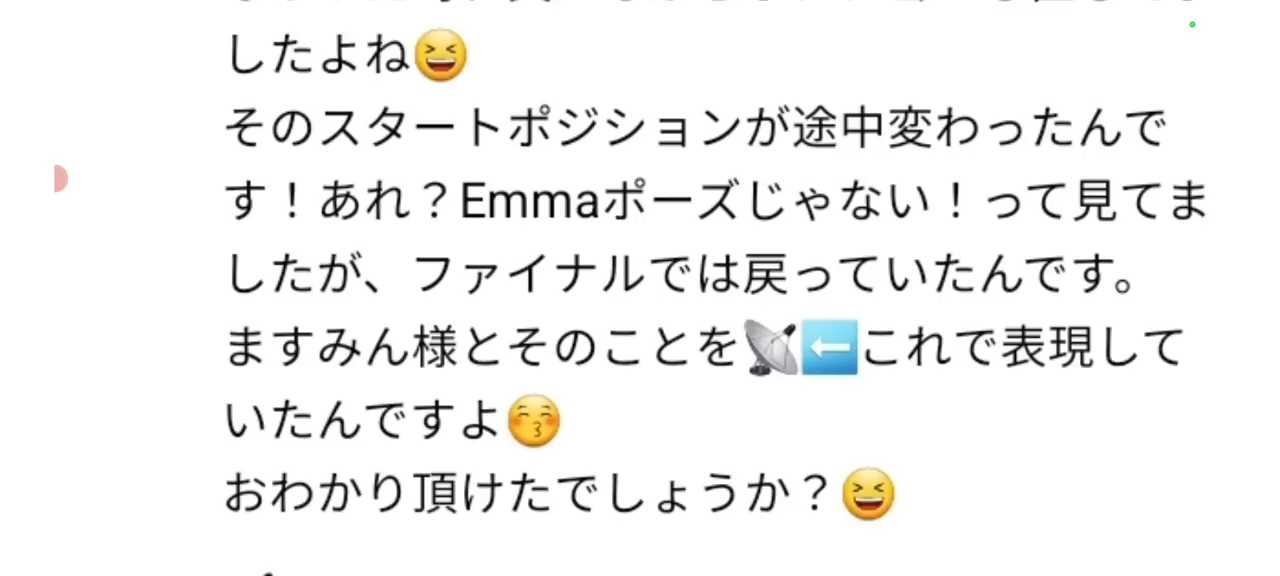 したよね😆
そのスタートポジションが途中変わったんで
す！あれ？Emmaポーズじゃない！って見てま
したが、ファイナルでは戻っていたんです。
ますみん様とそのことを📡⬅️これで表現して
いたんですよ😚
おわかり頂けたでしょうか？😆